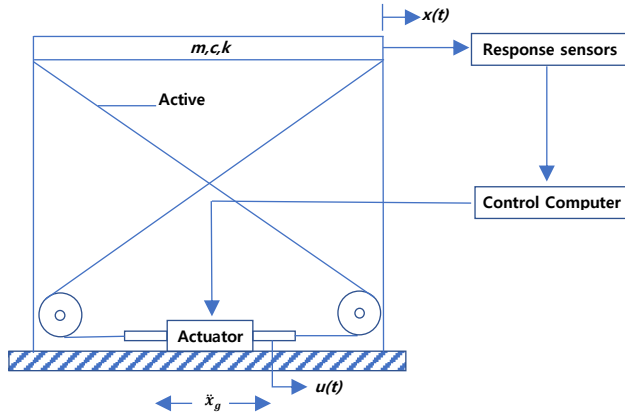 x(t)
m,c,k
Response sensors
Active
Control Computer
Actuator
ẍg
u(t)